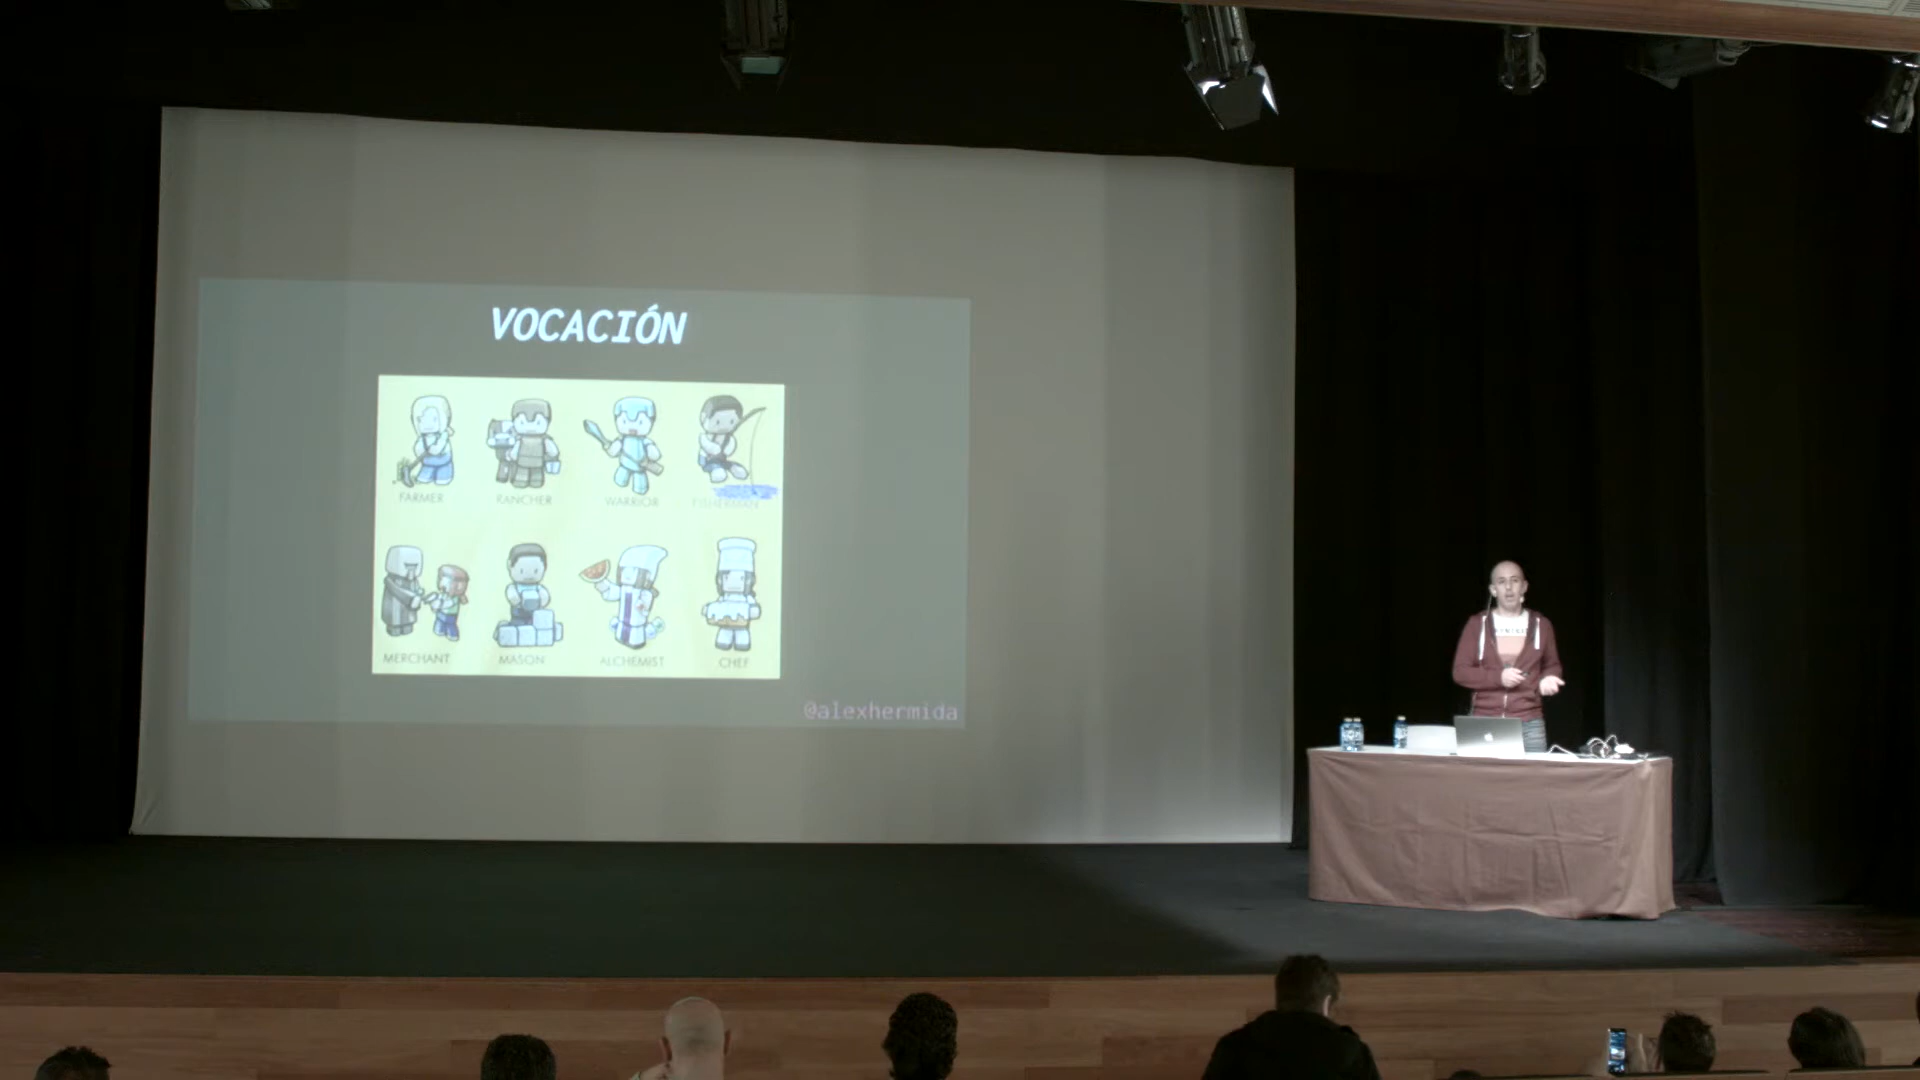 VOCACIÓN
FARMER
RANCHER
WARRIOR
FISHERMAN
MERCHANT
MASON
ALCHEMIST
CHEF
@alexhermida